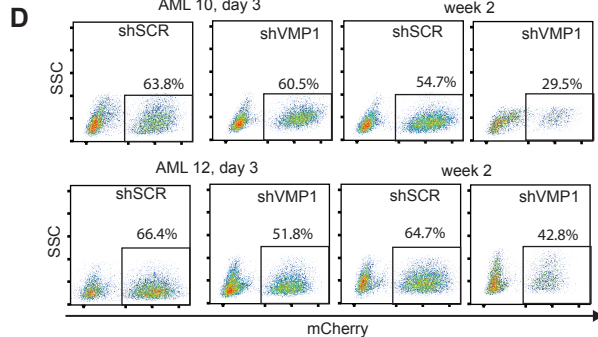 D
AML 10, day 3 week 2
shSCR shVMP1 shSCR shVMP1
63.8% 60.5% 54.7% 29.5%
SSC
AML 12, day 3 week 2
shSCR shVMP1 shSCR shVMP1
66.4% 51.8% 64.7% 42.8%
SSC
mCherry